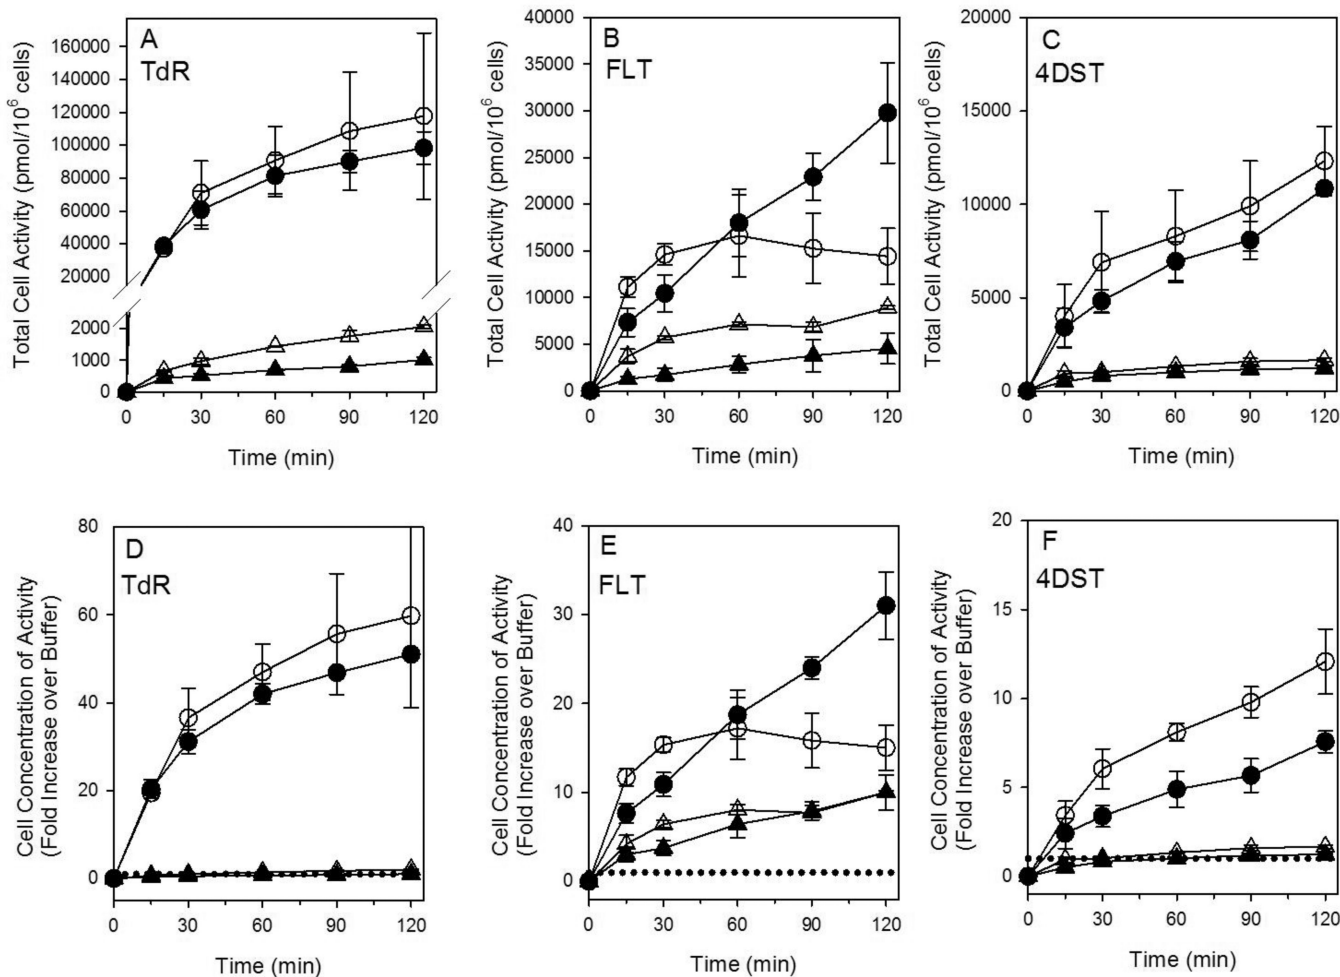 A
TdR
Total Cell Activity (pmol/10⁶ cells)
160000
140000
120000
100000
80000
60000
40000
20000
2000
1000
0
0 30 60 90 120
Time (min)
B
FLT
Total Cell Activity (pmol/10⁶ cells)
40000
35000
30000
25000
20000
15000
10000
5000
0
0 30 60 90 120
Time (min)
C
4DST
Total Cell Activity (pmol/10⁶ cells)
20000
15000
10000
5000
0
0 30 60 90 120
Time (min)
D
TdR
Cell Concentration of Activity
(Fold Increase over Buffer)
80
60
40
20
0
0 30 60 90 120
Time (min)
E
FLT
Cell Concentration of Activity
(Fold Increase over Buffer)
40
30
20
10
0
0 30 60 90 120
Time (min)
F
4DST
Cell Concentration of Activity
(Fold Increase over Buffer)
20
15
10
5
0
0 30 60 90 120
Time (min)